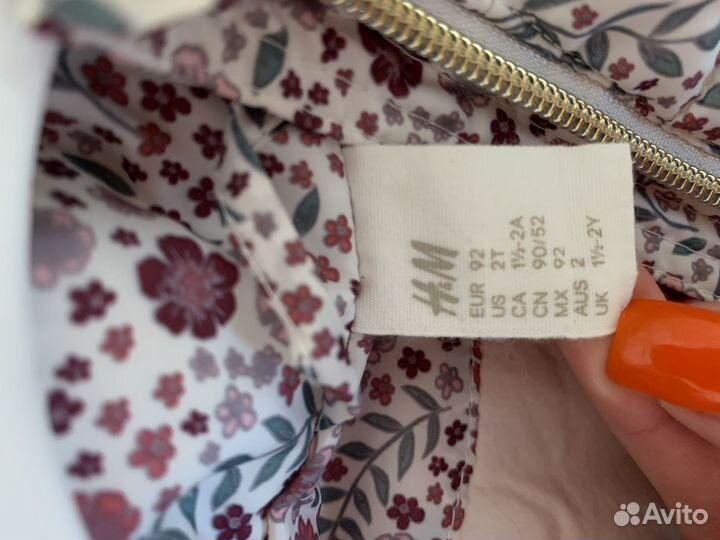 H&M
EUR 92
US 2T
CA 1½-2A
CN 90/52
MX 92
AUS 2
UK 1½-2Y
Avito